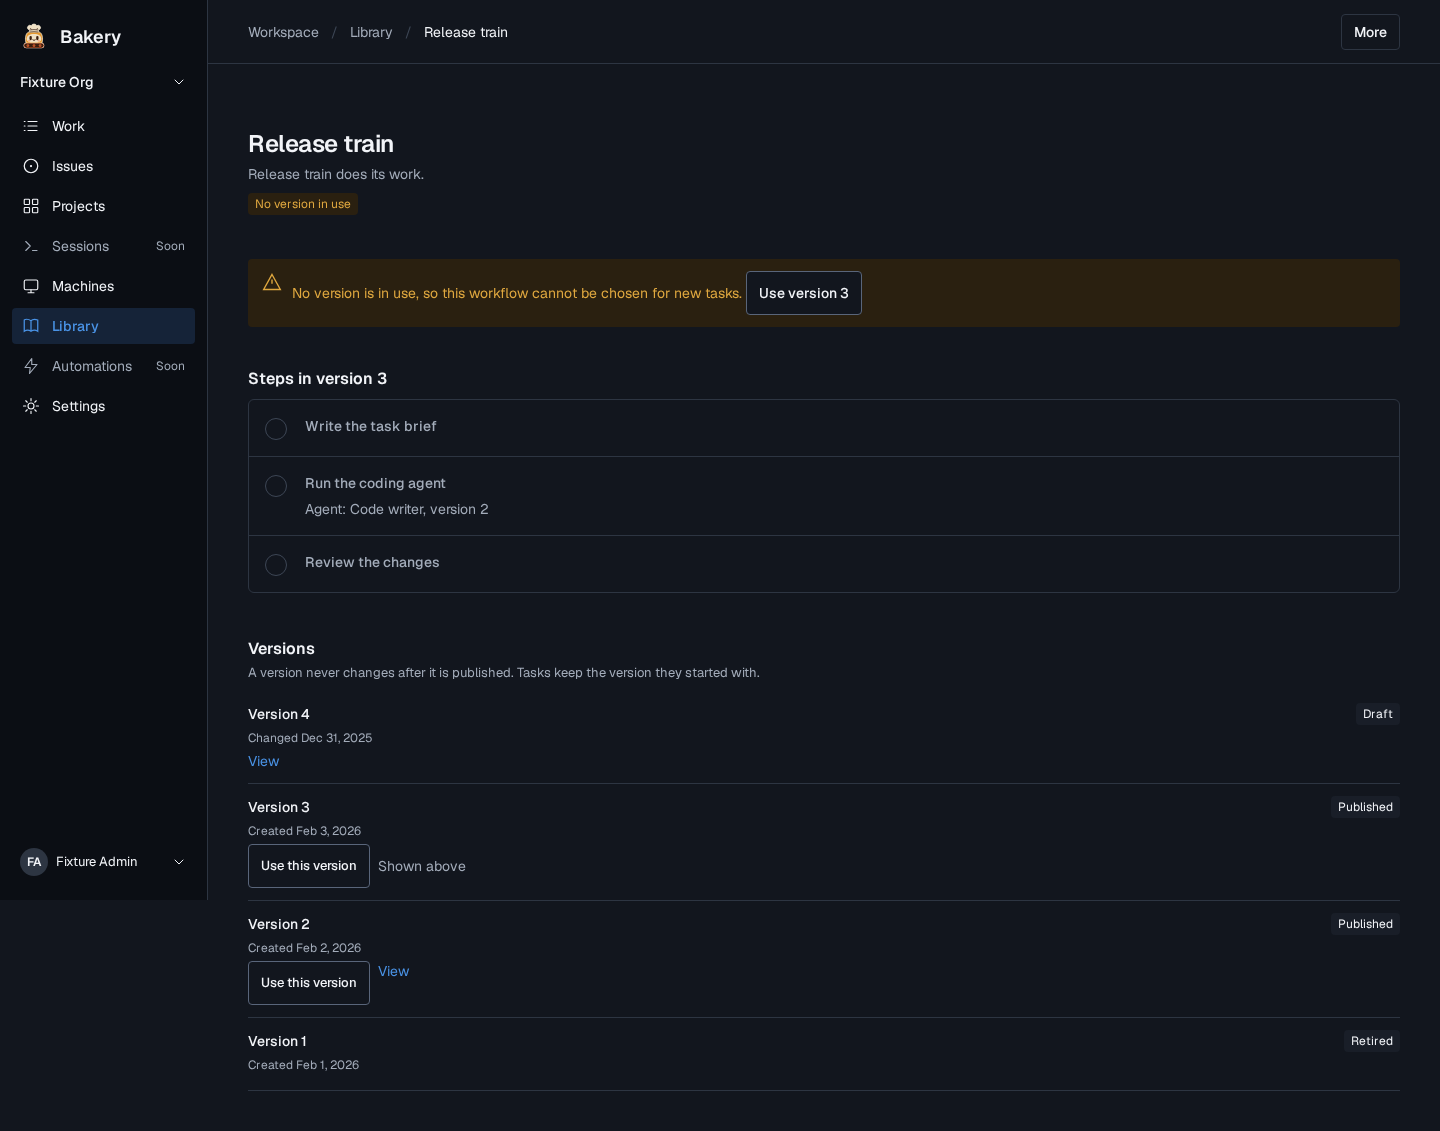 Bakery
Fixture Org
Work
Issues
Projects
Sessions Soon
Machines
Library
Automations Soon
Settings
FA Fixture Admin
Workspace / Library / Release train
More
Release train
Release train does its work.
No version in use
No version is in use, so this workflow cannot be chosen for new tasks. Use version 3
Steps in version 3
Write the task brief
Run the coding agent
Agent: Code writer, version 2
Review the changes
Versions
A version never changes after it is published. Tasks keep the version they started with.
Version 4 Draft
Changed Dec 31, 2025
View
Version 3 Published
Created Feb 3, 2026
Use this version Shown above
Version 2 Published
Created Feb 2, 2026
Use this version View
Version 1 Retired
Created Feb 1, 2026